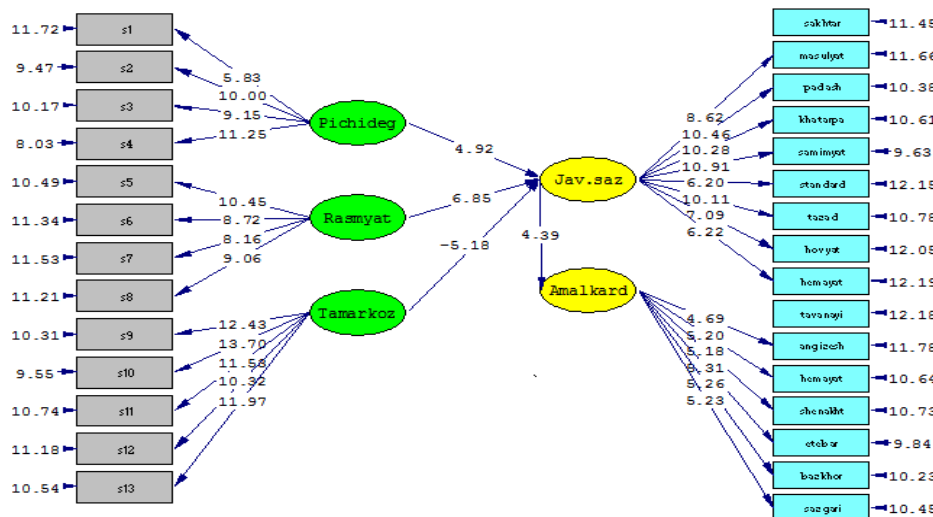 11.72 s1
9.47 s2
10.17 s3
8.03 s4
10.49 s5
11.34 s6
11.53 s7
11.21 s8
10.31 s9
9.55 s10
10.74 s11
11.18 s12
10.54 s13
5.83
10.00
9.15
11.25
10.45
8.72
8.16
9.06
12.43
13.70
11.58
10.32
11.97
Pichideg
Rasmyat
Tamarkoz
4.92
6.85
-5.18
Jav.saz
4.39
Amalkard
8.62
10.46
10.28
10.91
6.20
10.11
7.09
6.22
4.69
5.20
5.18
5.26
5.23
sakhtar 11.45
masulyat 11.66
padash 10.38
khatarpa 10.61
samimyat 9.63
standard 12.15
tazad 10.78
hovyat 12.05
hemayat 12.19
tavanayi 12.18
angizesh 11.78
hemayat 10.64
shenakht 10.73
etebar 9.84
bazkhor 10.23
sazgari 10.45